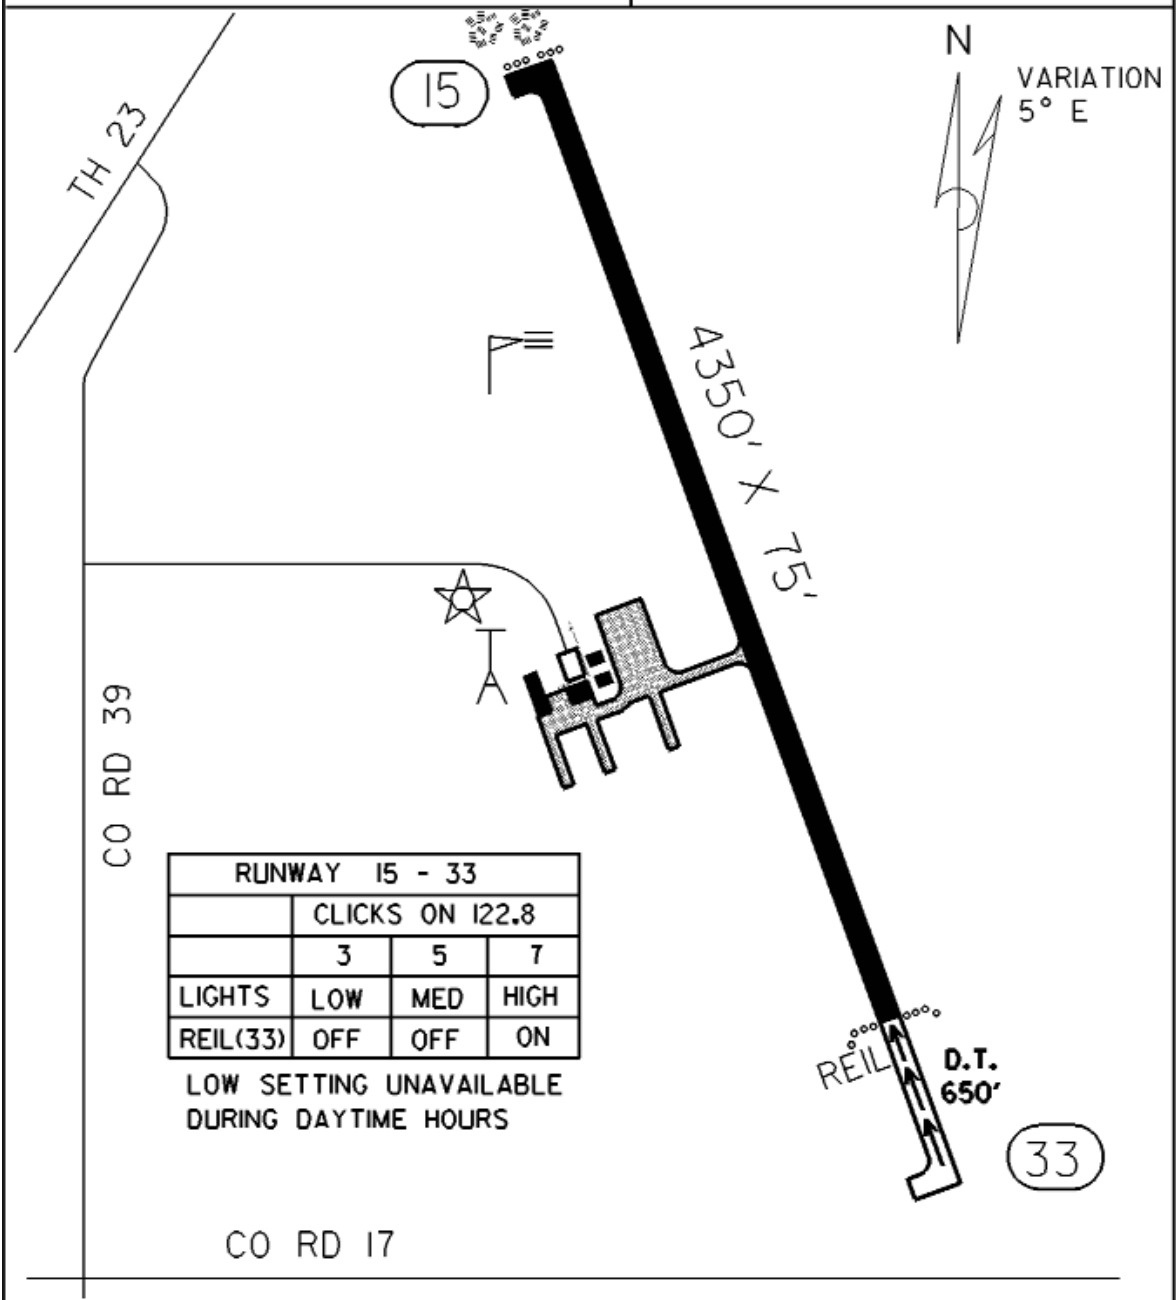 N
VARIATION
5° E
15
TH 23
4350' X 75'
CO RD 39
RUNWAY 15 - 33
CLICKS ON 122.8
3 5 7
LIGHTS LOW MED HIGH
REIL(33) OFF OFF ON
LOW SETTING UNAVAILABLE
DURING DAYTIME HOURS
REIL
D.T.
650'
33
CO RD 17